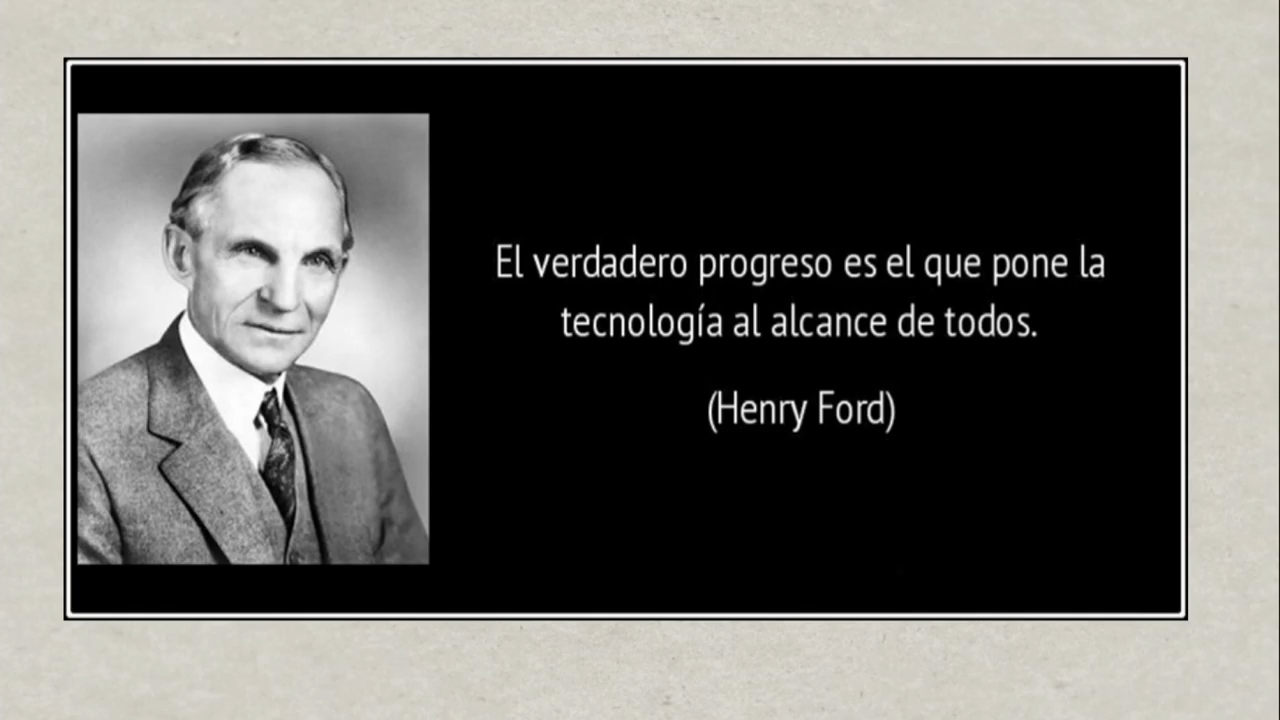 El verdadero progreso es el que pone la
tecnología al alcance de todos.
(Henry Ford)